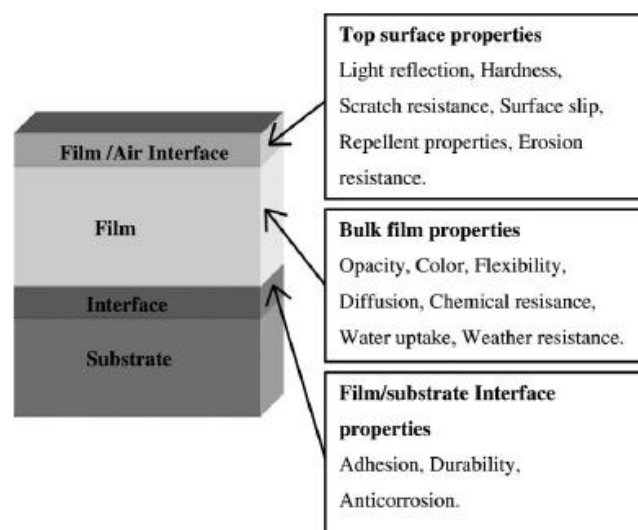 Film /Air Interface
Film
Interface
Substrate
Top surface properties
Light reflection, Hardness,
Scratch resistance, Surface slip,
Repellent properties, Erosion
resistance.
Bulk film properties
Opacity, Color, Flexibility,
Diffusion, Chemical resisance,
Water uptake, Weather resistance.
Film/substrate Interface
properties
Adhesion, Durability,
Anticorrosion.